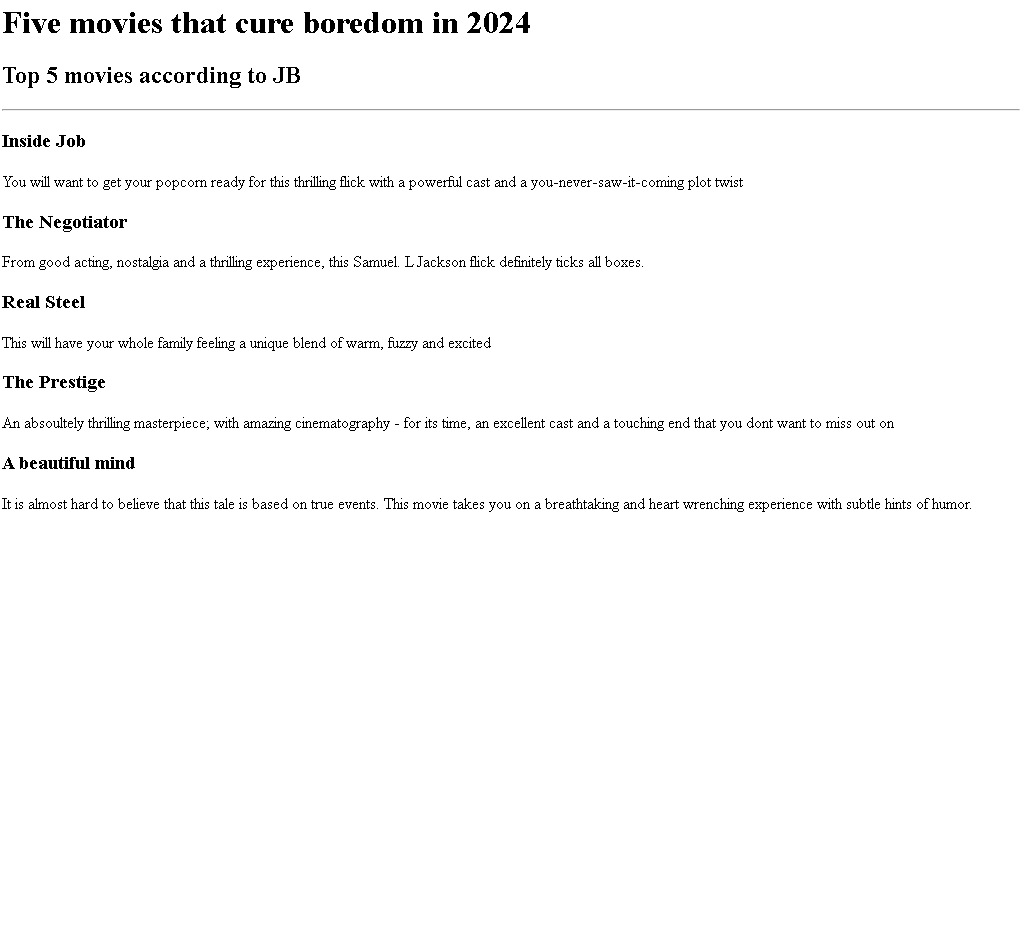 Five movies that cure boredom in 2024
Top 5 movies according to JB
Inside Job
You will want to get your popcorn ready for this thrilling flick with a powerful cast and a you-never-saw-it-coming plot twist
The Negotiator
From good acting, nostalgia and a thrilling experience, this Samuel. L Jackson flick definitely ticks all boxes.
Real Steel
This will have your whole family feeling a unique blend of warm, fuzzy and excited
The Prestige
An absoultely thrilling masterpiece; with amazing cinematography - for its time, an excellent cast and a touching end that you dont want to miss out on
A beautiful mind
It is almost hard to believe that this tale is based on true events. This movie takes you on a breathtaking and heart wrenching experience with subtle hints of humor.